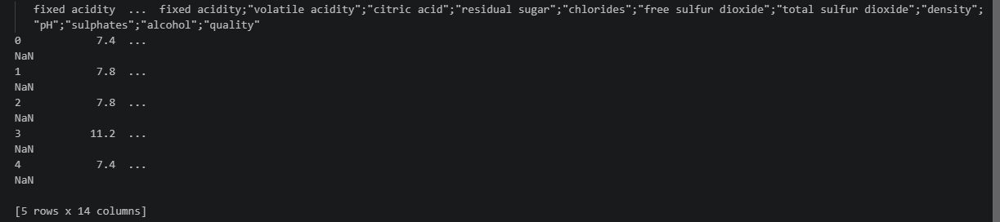 fixed acidity  ...  fixed acidity;"volatile acidity";"citric acid";"residual sugar";"chlorides";"free sulfur dioxide";"total sulfur dioxide";"density";
"pH";"sulphates";"alcohol";"quality"
0            7.4  ...
NaN
1            7.8  ...
NaN
2            7.8  ...
NaN
3           11.2  ...
NaN
4            7.4  ...
NaN
[5 rows x 14 columns]